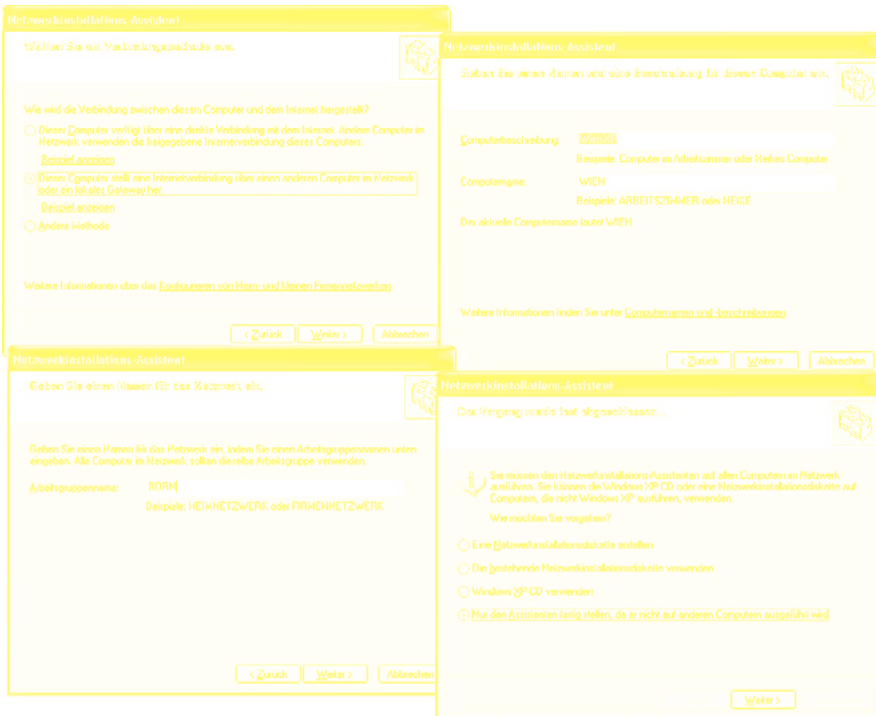 Netzwerkinstallations-Assistent
Wählen Sie eine Verbindungsmethode aus.
Wie wird die Verbindung zwischen diesem Computer und dem Internet hergestellt?
Dieser Computer verfügt über eine direkte Verbindung mit dem Internet. Andere Computer im
Netzwerk verwenden die freigegebene Internetverbindung dieses Computers.
Beispiel anzeigen
Dieser Computer stellt eine Internetverbindung über einen anderen Computer im Netzwerk
oder ein lokales Gateway her.
Beispiel anzeigen
Andere Methode
Weitere Informationen über das Konfigurieren von Heim- und kleinen Firmennetzwerken
< Zurück
Weiter >
Abbrechen
Netzwerkinstallations-Assistent
Geben Sie einen Namen und eine Beschreibung für diesen Computer ein.
Computerbeschreibung:
Beispiele: Computer im Arbeitszimmer oder Heikes Computer
Computername:
WIEN
Beispiele: ARBEITSZIMMER oder HEIKE
Der aktuelle Computername lautet WIEN
Weitere Informationen finden Sie unter Computernamen und -beschreibungen
< Zurück
Weiter >
Abbrechen
Netzwerkinstallations-Assistent
Geben Sie einen Namen für das Netzwerk ein.
Geben Sie einen Namen für das Netzwerk ein, indem Sie einen Arbeitsgruppennamen unten
eingeben. Alle Computer im Netzwerk sollten dieselbe Arbeitsgruppe verwenden.
Arbeitsgruppenname:
BORN
Beispiele: HEIMNETZWERK oder FIRMENNETZWERK
< Zurück
Weiter >
Abbrechen
Netzwerkinstallations-Assistent
Der Vorgang wurde fast abgeschlossen...
Sie müssen den Netzwerkinstallations-Assistenten auf allen Computern im Netzwerk
ausführen. Sie können die Windows XP-CD oder eine Netzwerkinstallationsdiskette auf
Computern, die nicht Windows XP ausführen, verwenden.
Wie möchten Sie vorgehen?
Eine Netzwerkinstallationsdiskette erstellen
Die bestehende Netzwerkinstallationsdiskette verwenden
Windows XP-CD verwenden
Nur den Assistenten fertig stellen, da er nicht auf anderen Computern ausgeführt wird
Weiter >